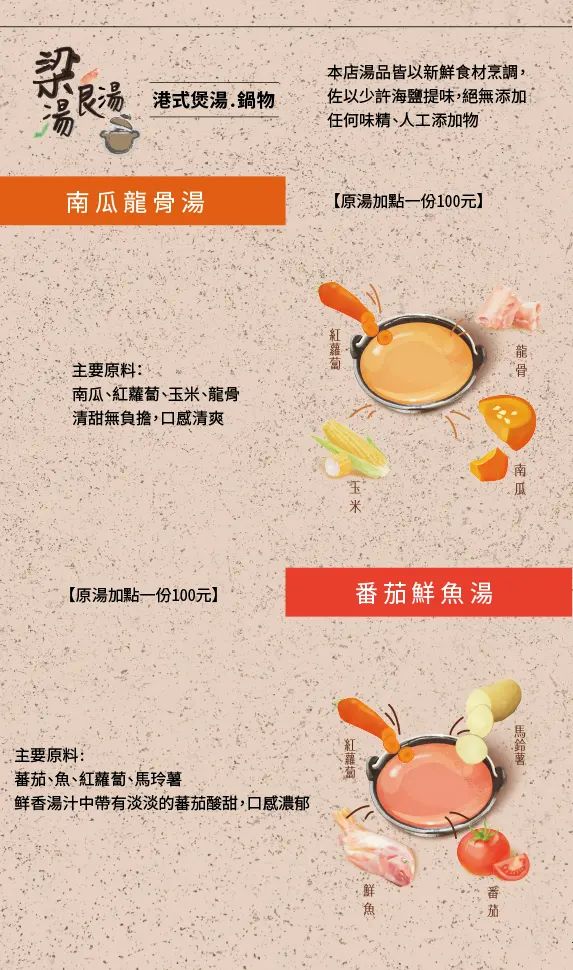 梁湯良湯
港式煲湯.鍋物
本店湯品皆以新鮮食材烹調，
佐以少許海鹽提味，絕無添加
任何味精、人工添加物
南瓜龍骨湯
【原湯加點一份100元】
紅蘿蔔
龍骨
主要原料：
南瓜、紅蘿蔔、玉米、龍骨
清甜無負擔，口感清爽
玉米
南瓜
【原湯加點一份100元】
番茄鮮魚湯
紅蘿蔔
馬鈴薯
主要原料：
蕃茄、魚、紅蘿蔔、馬玲薯
鮮香湯汁中帶有淡淡的蕃茄酸甜，口感濃郁
鮮魚
番茄